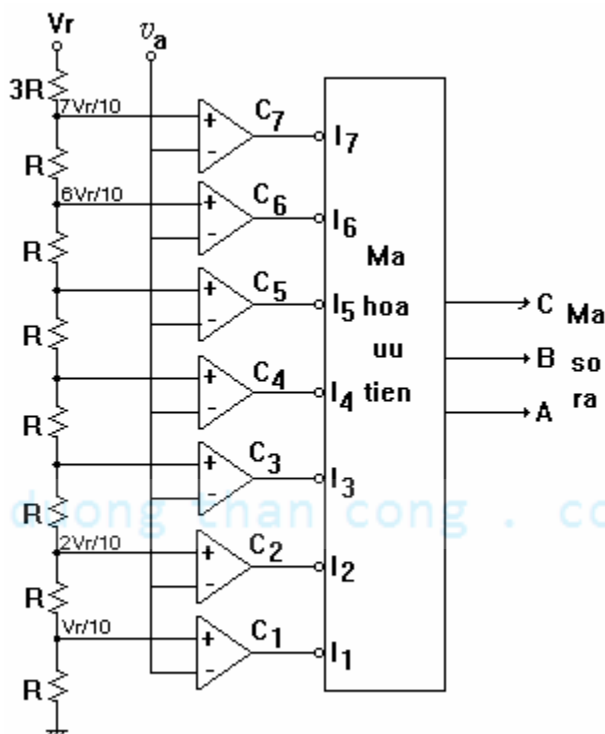 Vr
υa
3R
7Vr/10
C7
I7
R
6Vr/10
C6
I6
Ma
hoa
uu
tien
R
C5
I5
C Ma
B so
A ra
R
C4
I4
R
C3
I3
duong than cong . co
R
2Vr/10
C2
I2
R
Vr/10
C1
I1
R
+
-
+
-
+
-
+
-
+
-
+
-
+
-